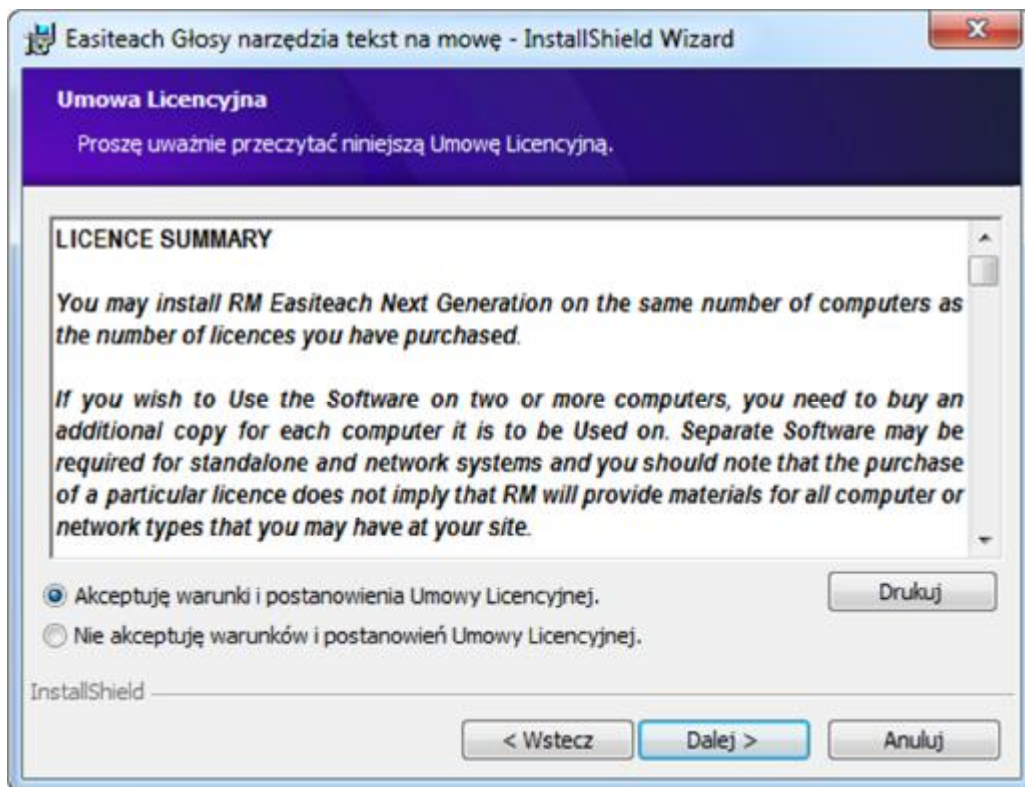 Easiteach Głosy narzędzia tekst na mowę - InstallShield Wizard
Umowa Licencyjna
Proszę uważnie przeczytać niniejszą Umowę Licencyjną.
LICENCE SUMMARY
You may install RM Easiteach Next Generation on the same number of computers as
the number of licences you have purchased.
If you wish to Use the Software on two or more computers, you need to buy an
additional copy for each computer it is to be Used on. Separate Software may be
required for standalone and network systems and you should note that the purchase
of a particular licence does not imply that RM will provide materials for all computer or
network types that you may have at your site.
Akceptuję warunki i postanowienia Umowy Licencyjnej.
Drukuj
Nie akceptuję warunków i postanowień Umowy Licencyjnej.
InstallShield
< Wstecz
Dalej >
Anuluj